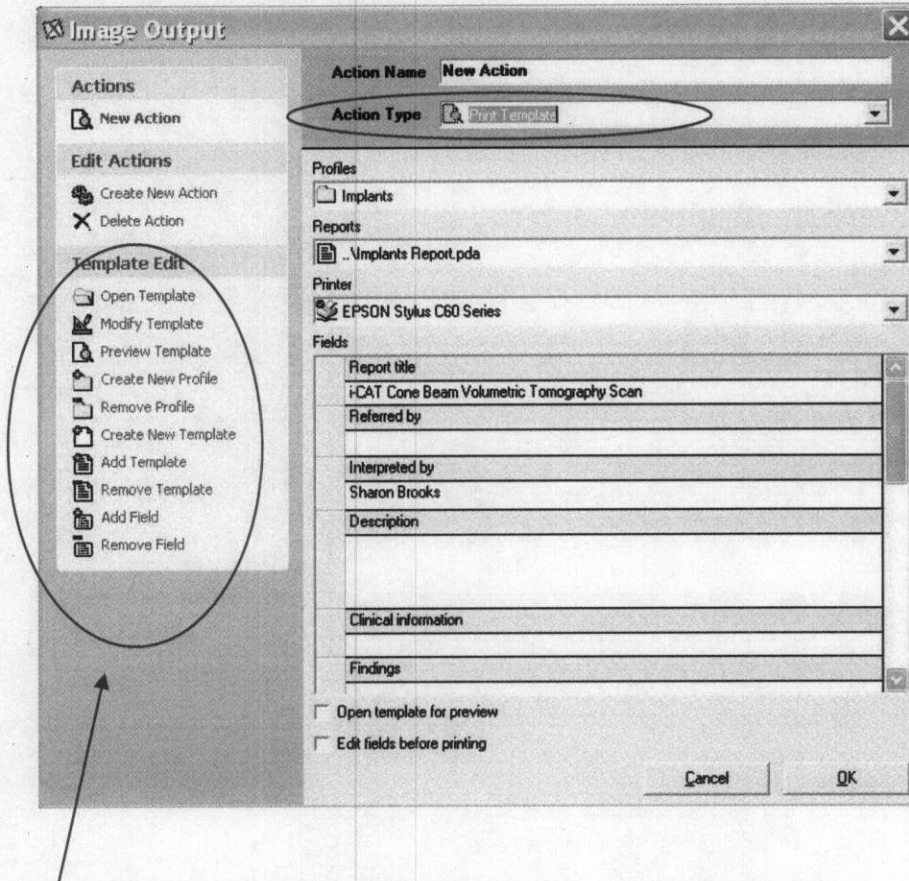 Image Output
Actions
New Action
Edit Actions
Create New Action
Delete Action
Template Edit
Open Template
Modify Template
Preview Template
Create New Profile
Remove Profile
Create New Template
Add Template
Remove Template
Add Field
Remove Field
Action Name New Action
Action Type Print Template
Profiles
Implants
Reports
..\Implants Report.pda
Printer
EPSON Stylus C60 Series
Fields
Report title
i-CAT Cone Beam Volumetric Tomography Scan
Referred by
Interpreted by
Sharon Brooks
Description
Clinical information
Findings
Open template for preview
Edit fields before printing
Cancel OK